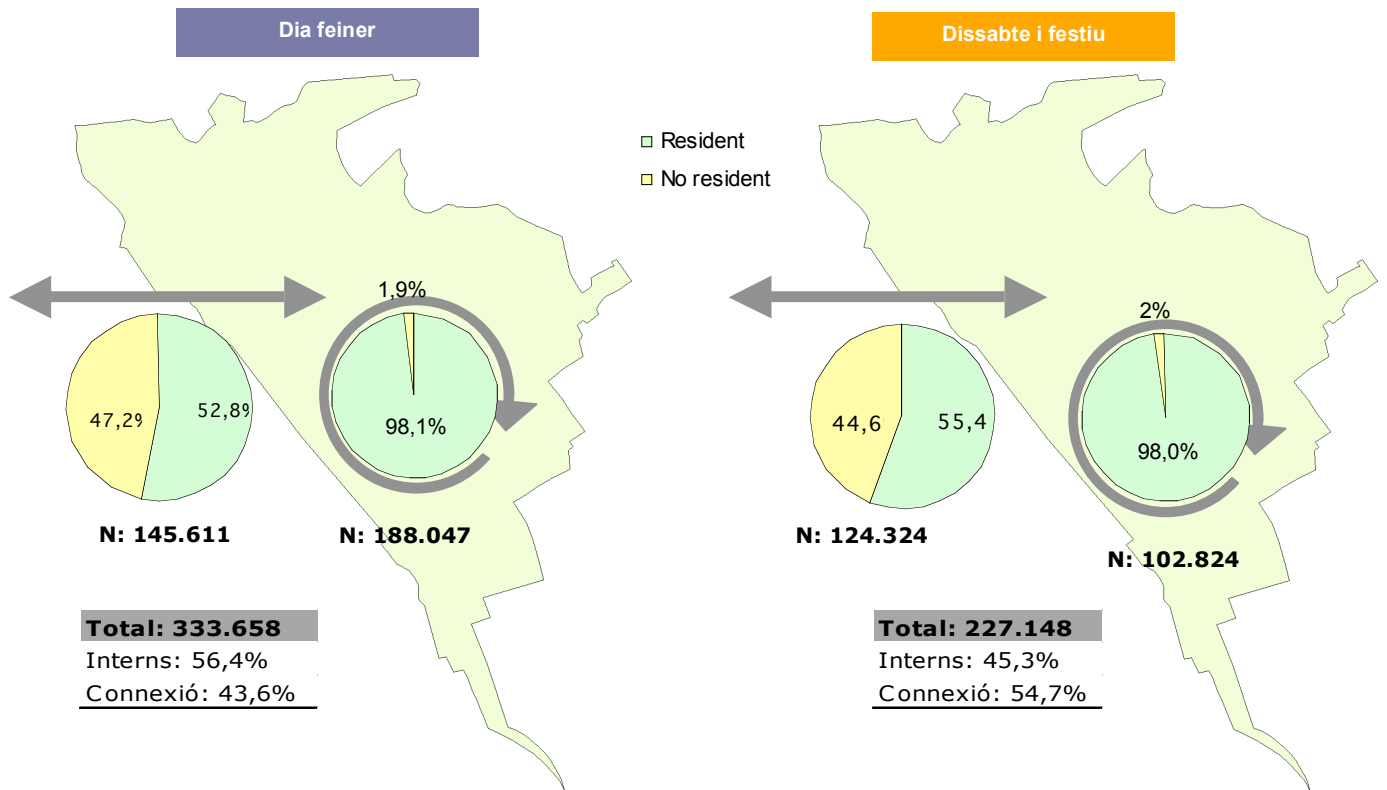 Dia feiner
Dissabte i festiu
Resident
No resident
1,9%
2%
47,2%
52,8%
98,1%
44,6
55,4
98,0%
N: 145.611
N: 188.047
N: 124.324
N: 102.824
Total: 333.658
Interns: 56,4%
Connexió: 43,6%
Total: 227.148
Interns: 45,3%
Connexió: 54,7%